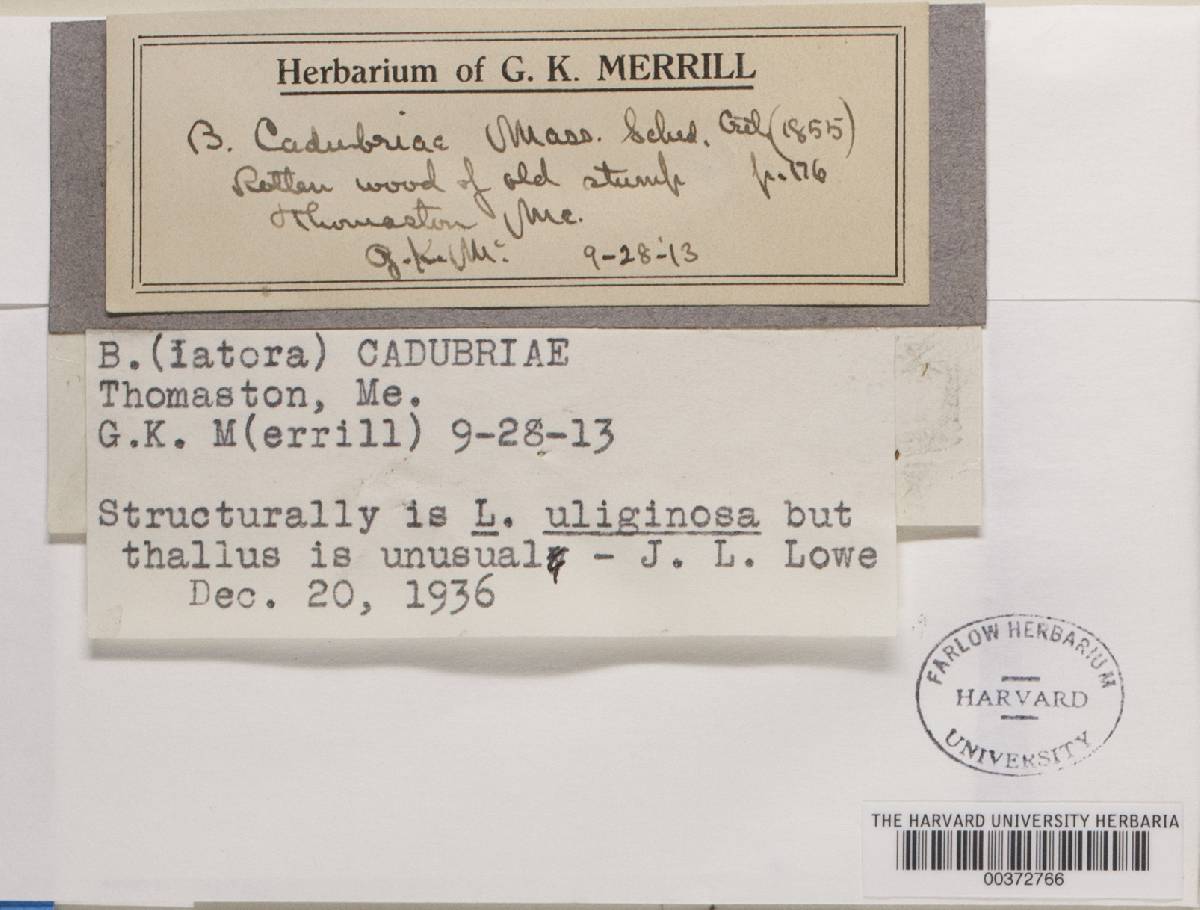 Herbarium of G. K. MERRILL
B. Cadubriae Mass. Sched. Crit (1855)
Rotten wood of old stump p. 176
Thomaston Me.
G. K. Mc. 9-28-13
B.(iatora) CADUBRIAE
Thomaston, Me.
G.K. M(errill) 9-28-13
Structurally is L. uliginosa but
thallus is unusual - J. L. Lowe
Dec. 20, 1936
FARLOW HERBARIUM
HARVARD
UNIVERSITY
THE HARVARD UNIVERSITY HERBARIA
00372766